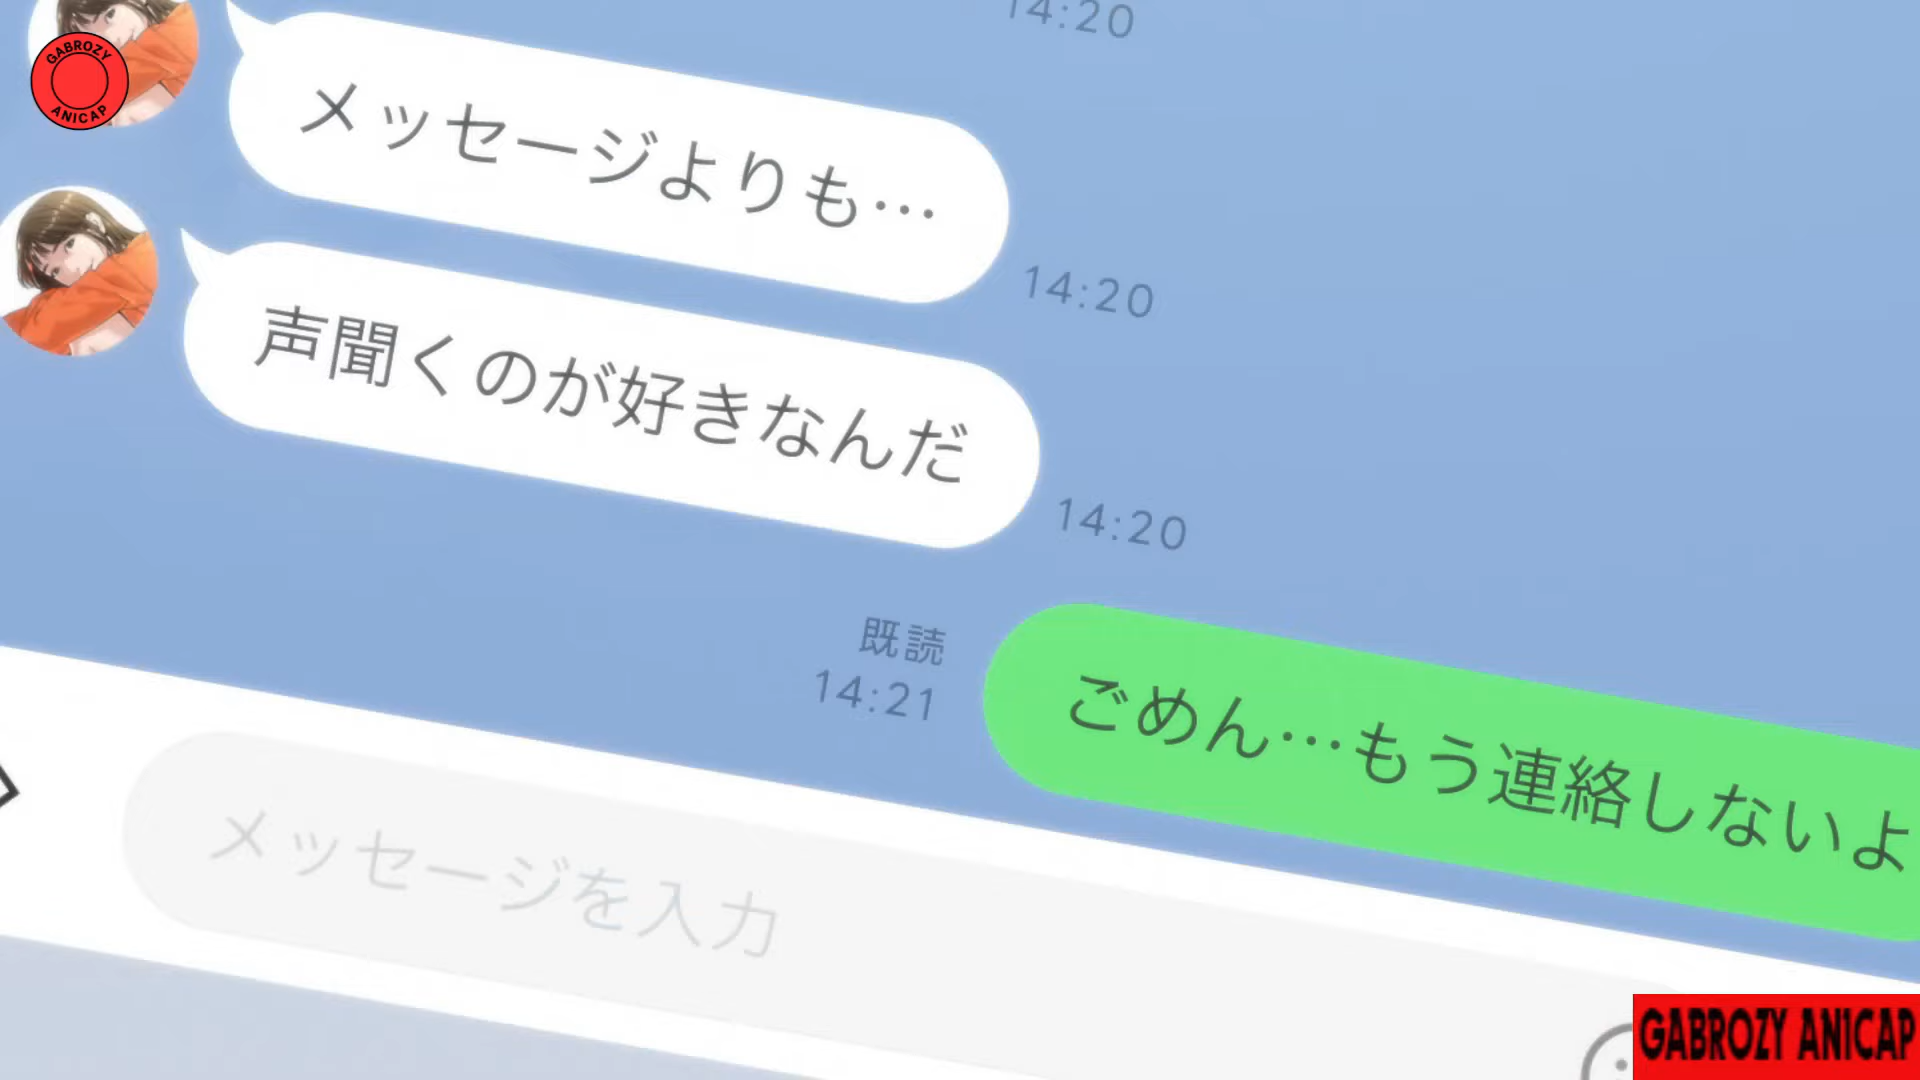 14:20
GABROZY
ANICAP
メッセージよりも…
14:20
声聞くのが好きなんだ
14:20
既読
14:21
ごめん…もう連絡しないよ
メッセージを入力
GABROZY ANICAP